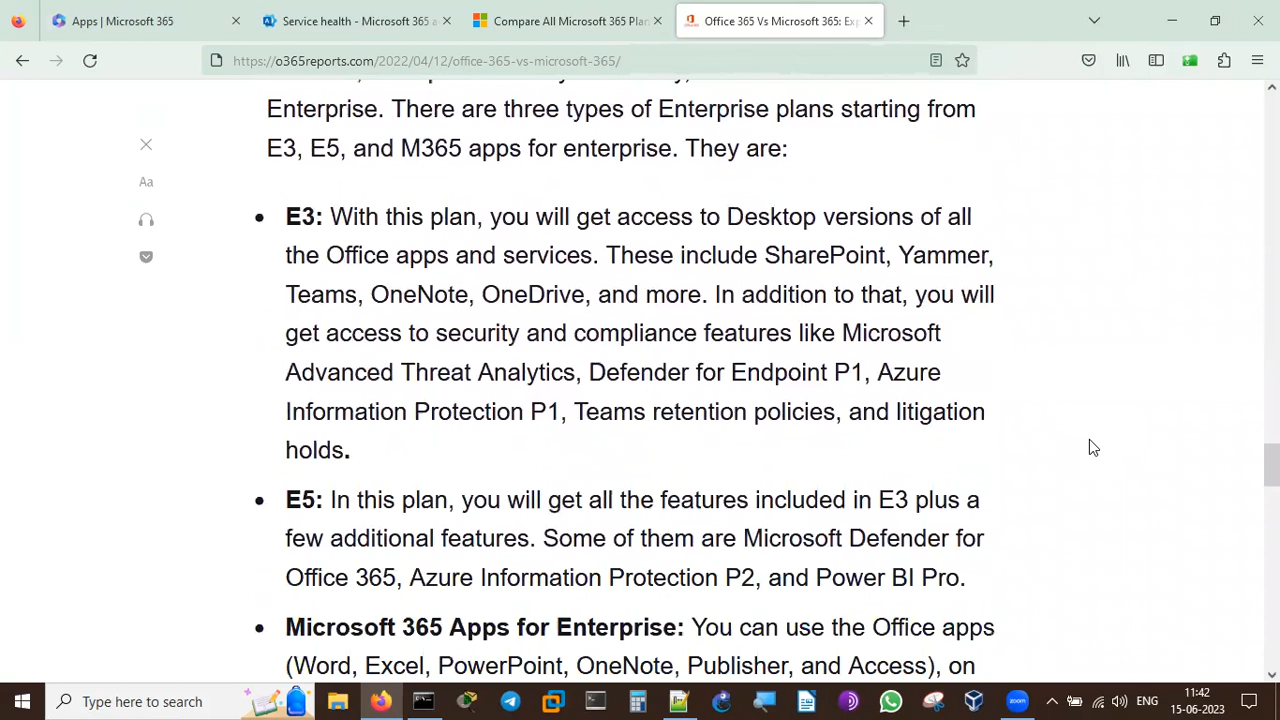 Apps | Microsoft 365
Service health - Microsoft 365 a
Compare All Microsoft 365 Plan
Office 365 Vs Microsoft 365: Exp
https://o365reports.com/2022/04/12/office-365-vs-microsoft-365/
Enterprise. There are three types of Enterprise plans starting from
E3, E5, and M365 apps for enterprise. They are:
Aa
• E3: With this plan, you will get access to Desktop versions of all
the Office apps and services. These include SharePoint, Yammer,
Teams, OneNote, OneDrive, and more. In addition to that, you will
get access to security and compliance features like Microsoft
Advanced Threat Analytics, Defender for Endpoint P1, Azure
Information Protection P1, Teams retention policies, and litigation
holds.
• E5: In this plan, you will get all the features included in E3 plus a
few additional features. Some of them are Microsoft Defender for
Office 365, Azure Information Protection P2, and Power BI Pro.
• Microsoft 365 Apps for Enterprise: You can use the Office apps
(Word, Excel, PowerPoint, OneNote, Publisher, and Access), on
Type here to search
ENG
11:42
15-06-2023